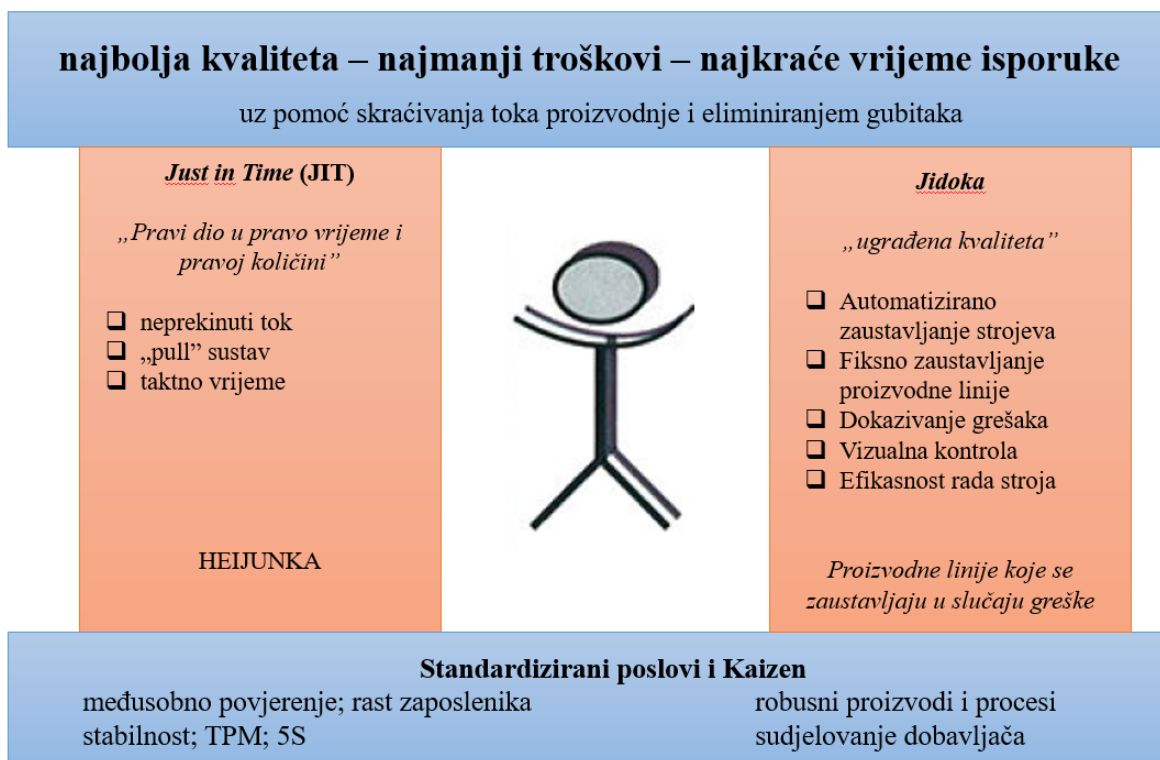 najbolja kvaliteta – najmanji troškovi – najkraće vrijeme isporuke
uz pomoć skraćivanja toka proizvodnje i eliminiranjem gubitaka
Just in Time (JIT)
„Pravi dio u pravo vrijeme i
pravoj količini”
❑ neprekinuti tok
❑ „pull” sustav
❑ taktno vrijeme
HEIJUNKA
Jidoka
„ugrađena kvaliteta”
❑ Automatizirano
zaustavljanje strojeva
❑ Fiksno zaustavljanje
proizvodne linije
❑ Dokazivanje grešaka
❑ Vizualna kontrola
❑ Efikasnost rada stroja
Proizvodne linije koje se
zaustavljaju u slučaju greške
Standardizirani poslovi i Kaizen
međusobno povjerenje; rast zaposlenika
stabilnost; TPM; 5S
robusni proizvodi i procesi
sudjelovanje dobavljača